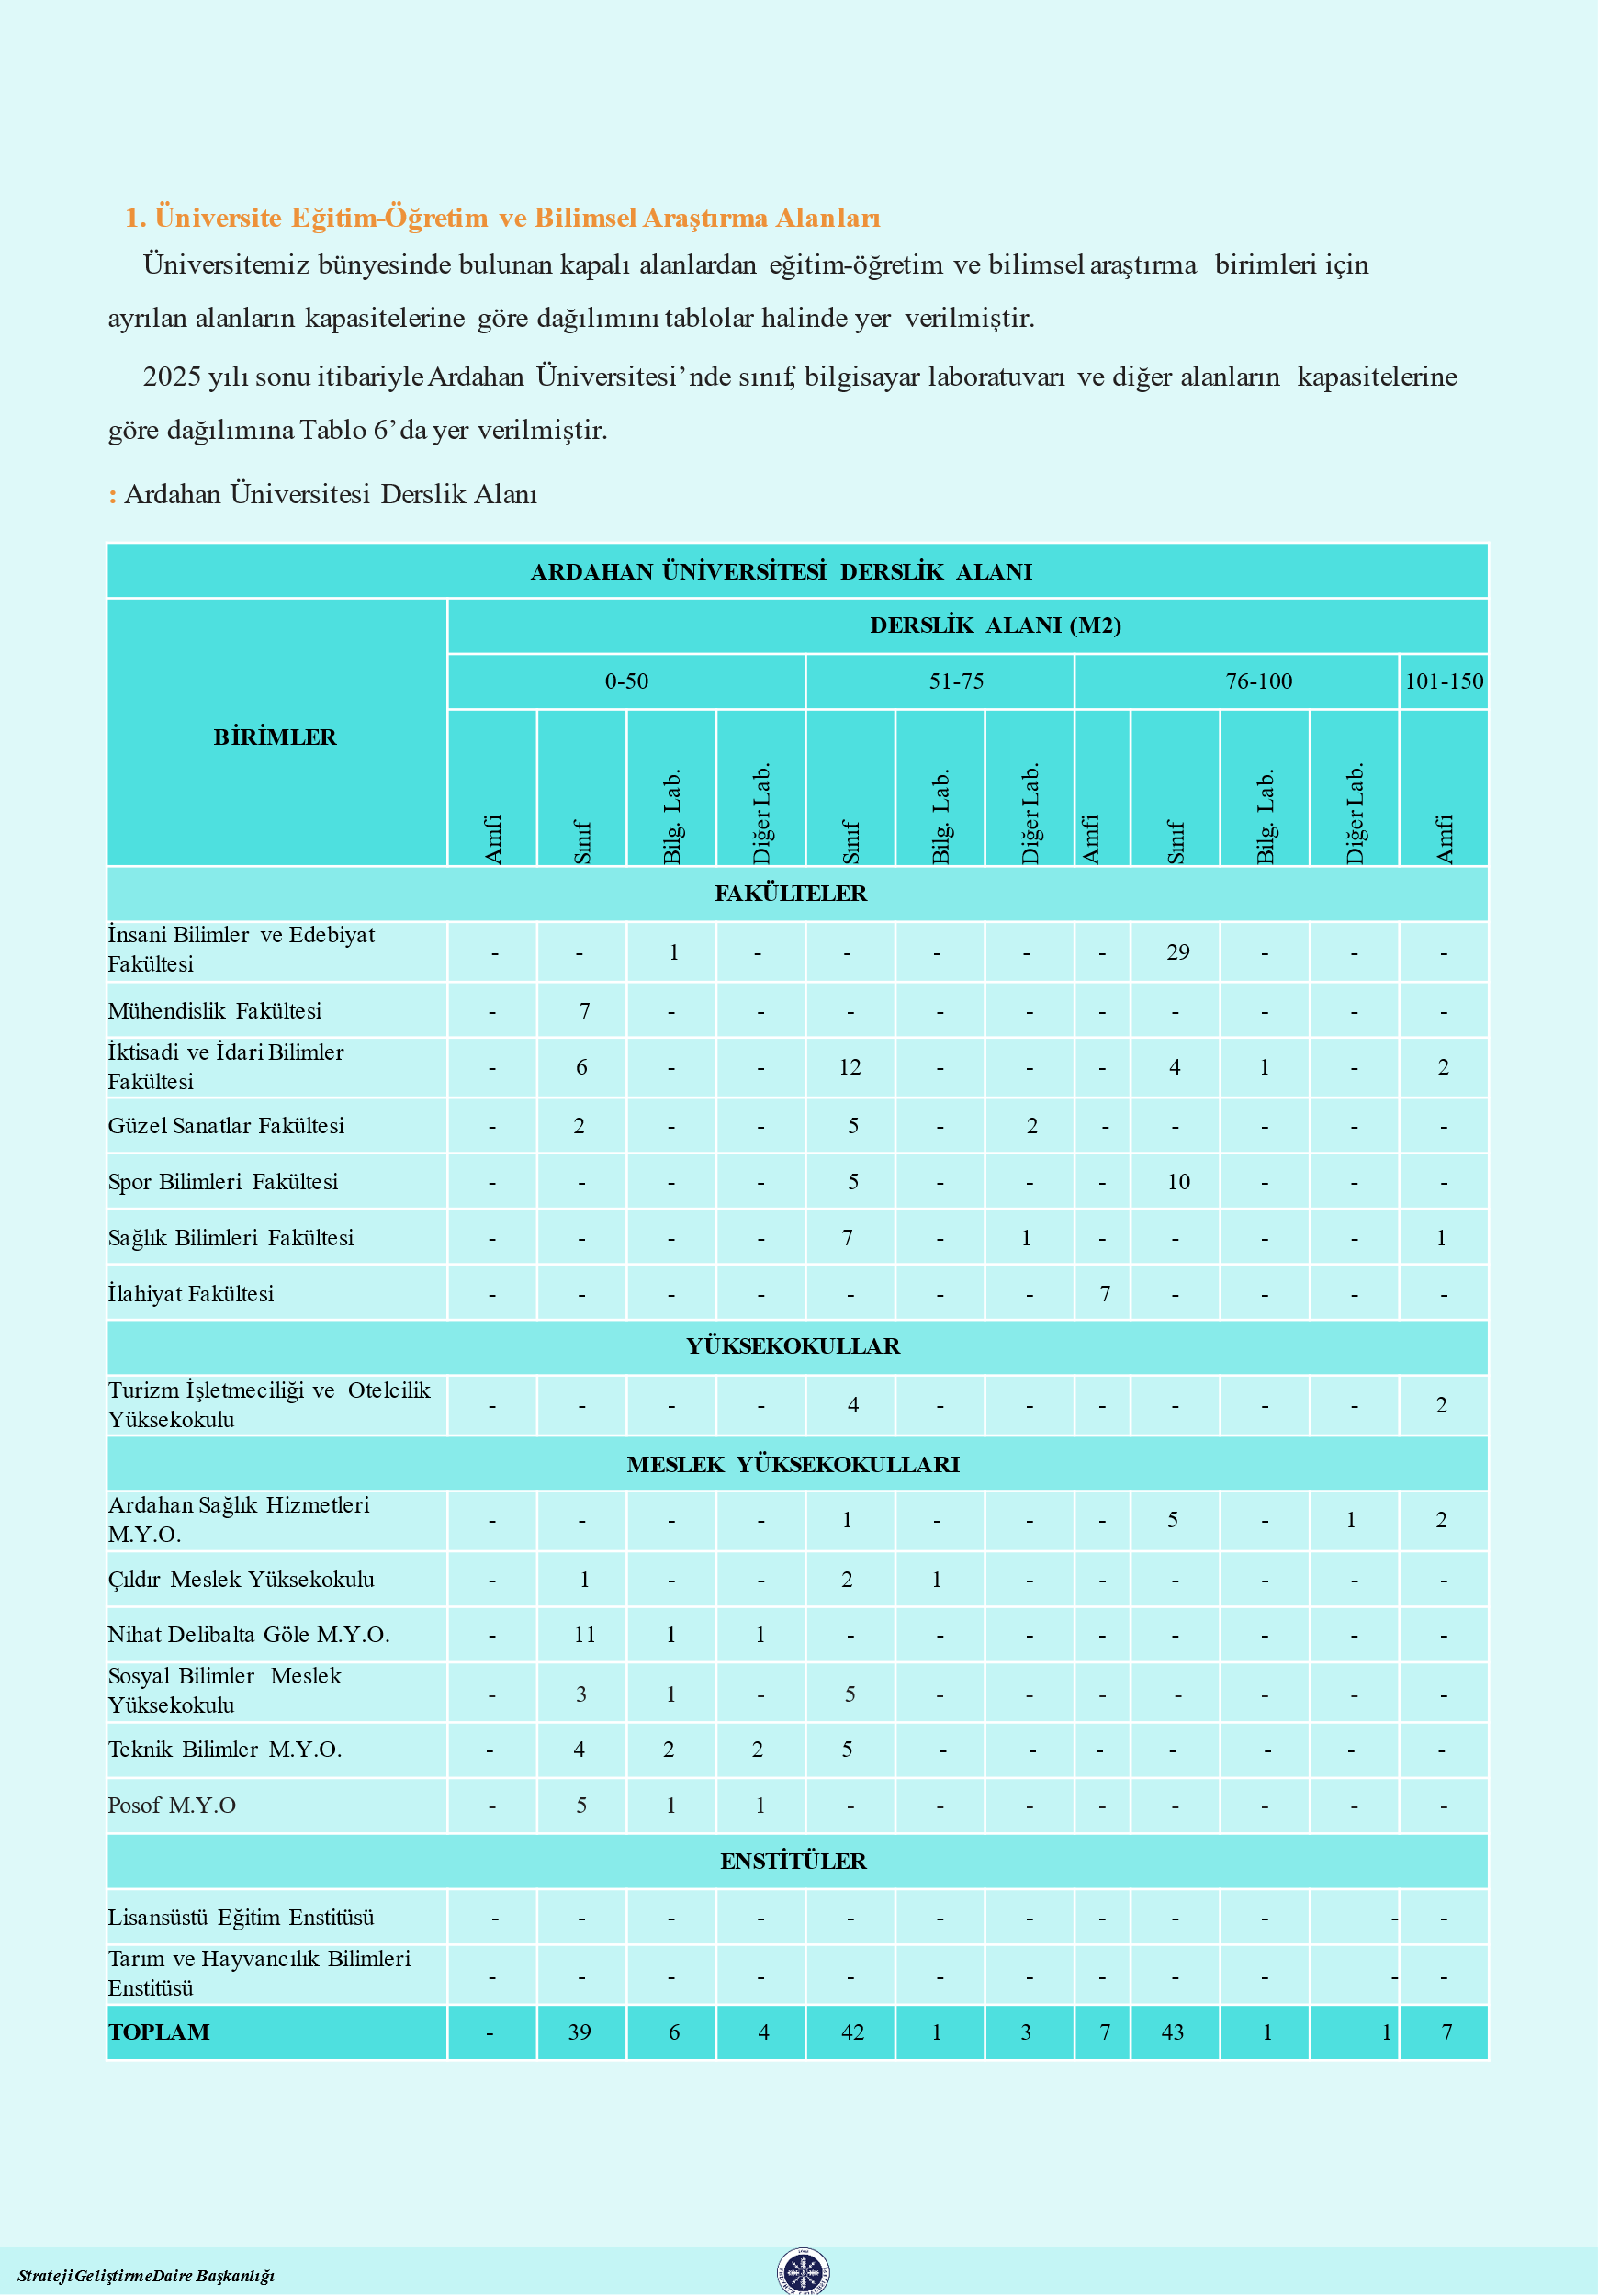 1. Üniversite Eğitim-Öğretim ve Bilimsel Araştırma Alanları
Üniversitemiz bünyesinde bulunan kapalı alanlardan eğitim-öğretim ve bilimsel araştırma birimleri için
ayrılan alanların kapasitelerine göre dağılımını tablolar halinde yer verilmiştir.
2025 yılı sonu itibariyle Ardahan Üniversitesi’nde sınıf, bilgisayar laboratuvarı ve diğer alanların kapasitelerine
göre dağılımına Tablo 6’da yer verilmiştir.
: Ardahan Üniversitesi Derslik Alanı
ARDAHAN ÜNİVERSİTESİ DERSLİK ALANI
BİRİMLER
DERSLİK ALANI (M2)
0-50 51-75 76-100 101-150
Amfi Sınıf Bilg. Lab. Diğer Lab. Sınıf Bilg. Lab. Diğer Lab. Amfi Sınıf Bilg. Lab. Diğer Lab. Amfi
FAKÜLTELER
İnsani Bilimler ve Edebiyat
Fakültesi
- - 1 - - - - - 29 - - -
Mühendislik Fakültesi - 7 - - - - - - - - - -
İktisadi ve İdari Bilimler
Fakültesi
- 6 - - 12 - - - 4 1 - 2
Güzel Sanatlar Fakültesi - 2 - - 5 - 2 - - - - -
Spor Bilimleri Fakültesi - - - - 5 - - - 10 - - -
Sağlık Bilimleri Fakültesi - - - - 7 - 1 - - - - 1
İlahiyat Fakültesi - - - - - - - 7 - - - -
YÜKSEKOKULLAR
Turizm İşletmeciliği ve Otelcilik
Yüksekokulu
- - - - 4 - - - - - - 2
MESLEK YÜKSEKOKULLARI
Ardahan Sağlık Hizmetleri
M.Y.O.
- - - - 1 - - - 5 - 1 2
Çıldır Meslek Yüksekokulu - 1 - - 2 1 - - - - - -
Nihat Delibalta Göle M.Y.O. - 11 1 1 - - - - - - - -
Sosyal Bilimler Meslek
Yüksekokulu
- 3 1 - 5 - - - - - - -
Teknik Bilimler M.Y.O. - 4 2 2 5 - - - - - - -
Posof M.Y.O - 5 1 1 - - - - - - - -
ENSTİTÜLER
Lisansüstü Eğitim Enstitüsü - - - - - - - - - - - -
Tarım ve Hayvancılık Bilimleri
Enstitüsü
- - - - - - - - - - - -
TOPLAM - 39 6 4 42 1 3 7 43 1 1 7
Strateji Geliştirme Daire Başkanlığı